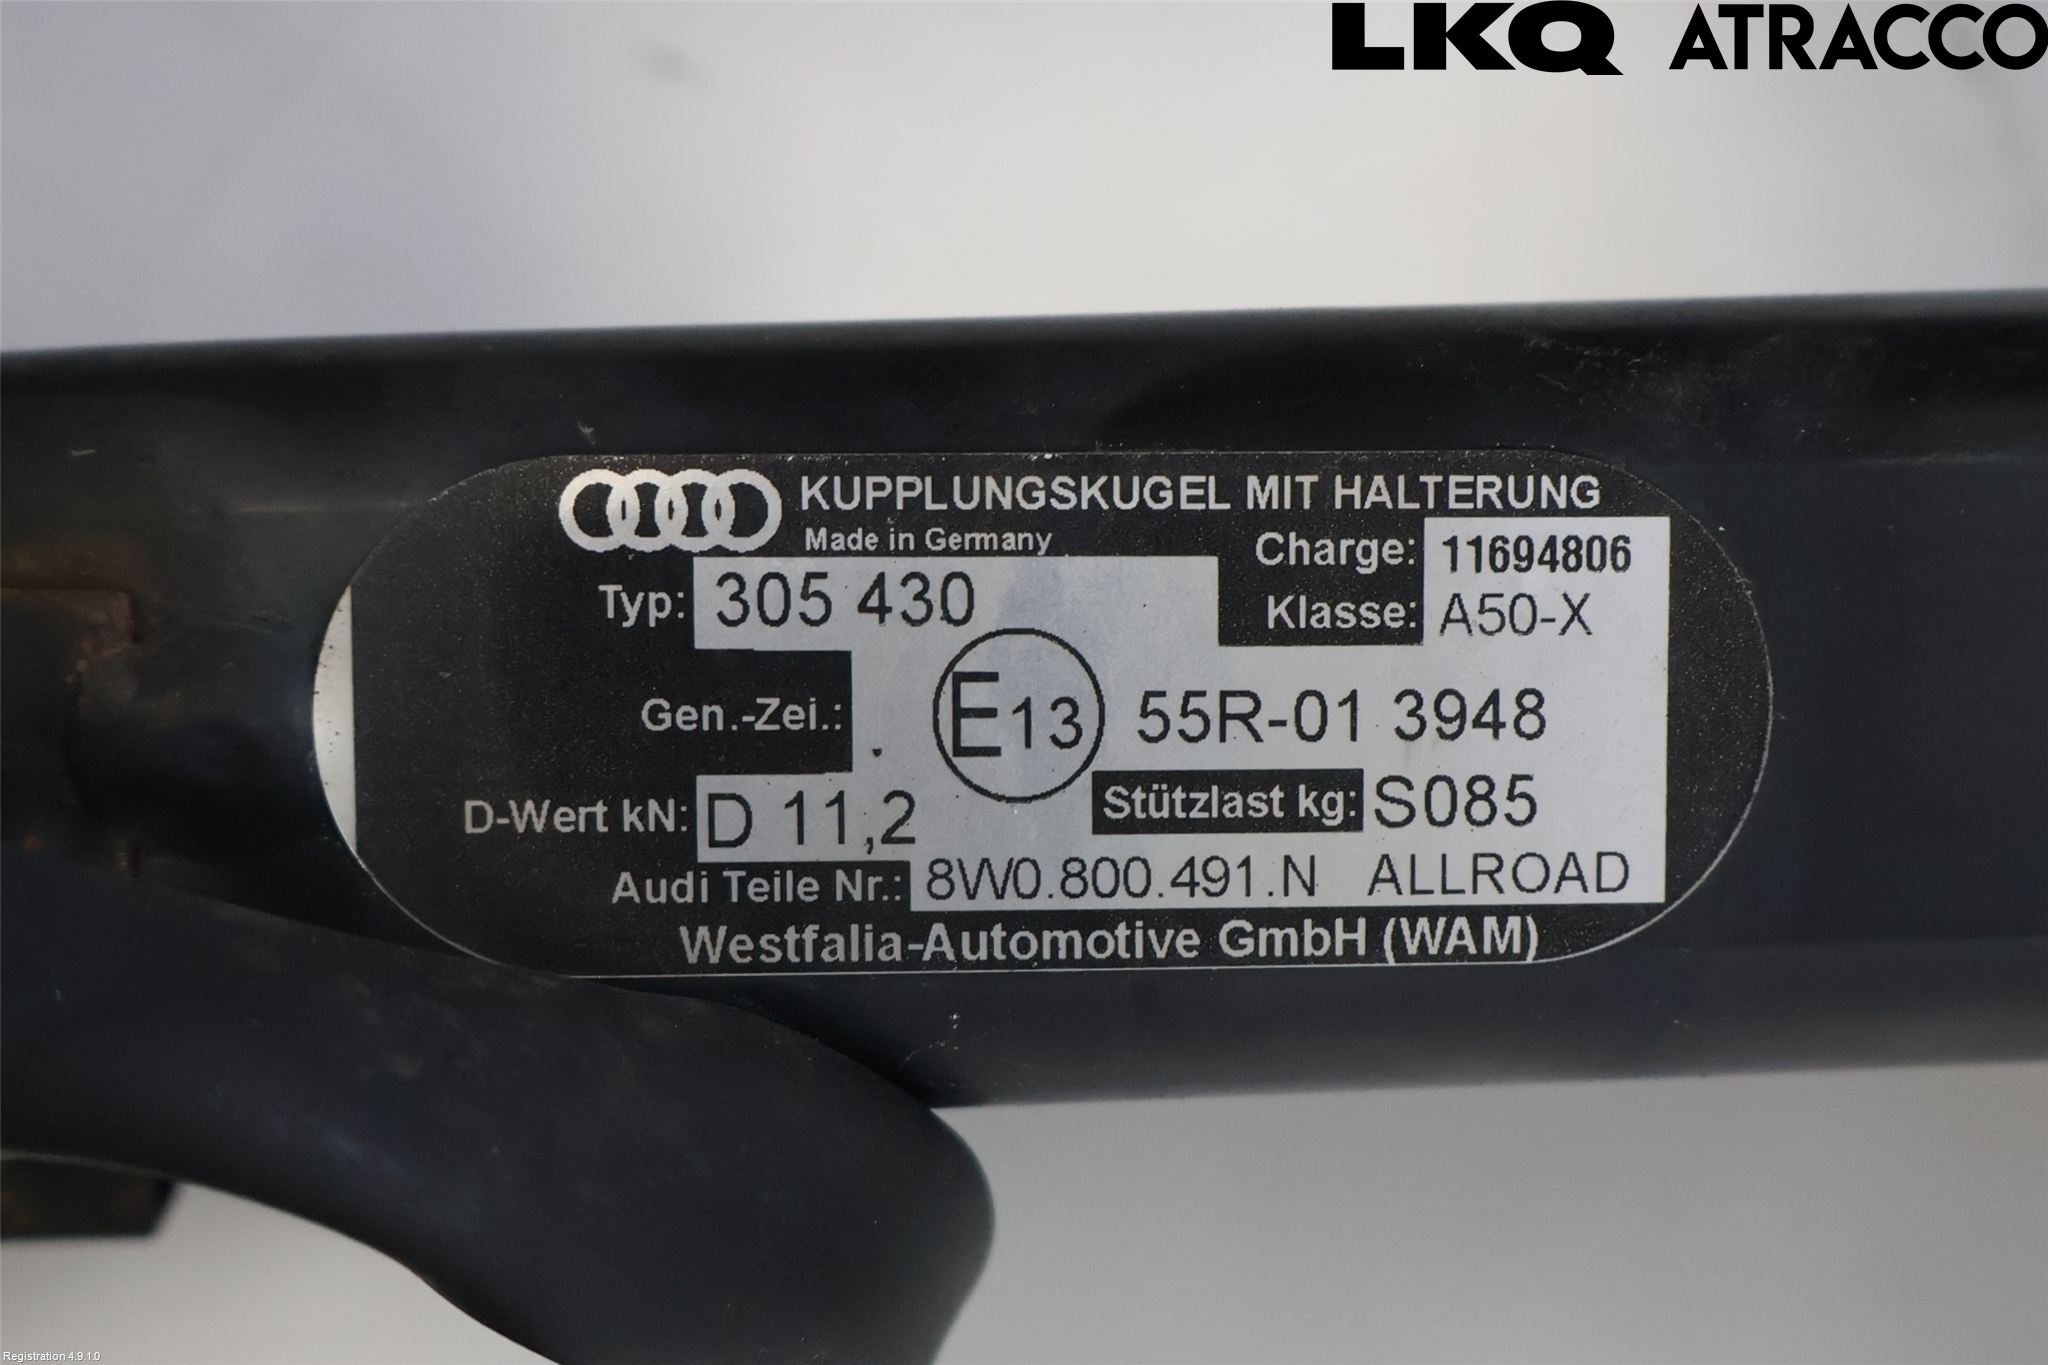 LKQ ATRACCO
KUPPLUNGSKUGEL MIT HALTERUNG
Made in Germany
Charge: 11694806
Typ: 305 430
Klasse: A50-X
Gen.-Zei.: E13 55R-01 3948
D-Wert kN: D 11,2
Stützlast kg: S085
Audi Teile Nr.: 8W0.800.491.N ALLROAD
Westfalia-Automotive GmbH (WAM)
Registration 4.9.1.0